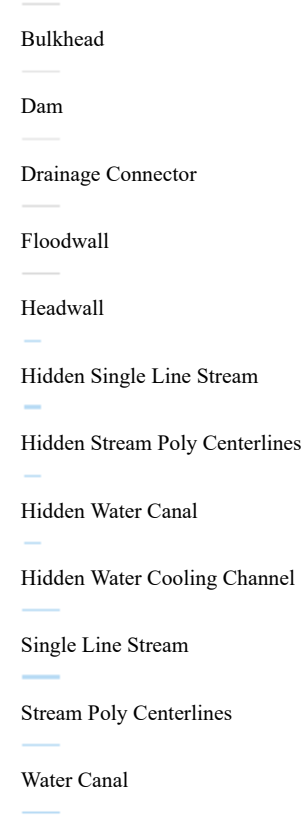 Bulkhead
Dam
Drainage Connector
Floodwall
Headwall
Hidden Single Line Stream
Hidden Stream Poly Centerlines
Hidden Water Canal
Hidden Water Cooling Channel
Single Line Stream
Stream Poly Centerlines
Water Canal